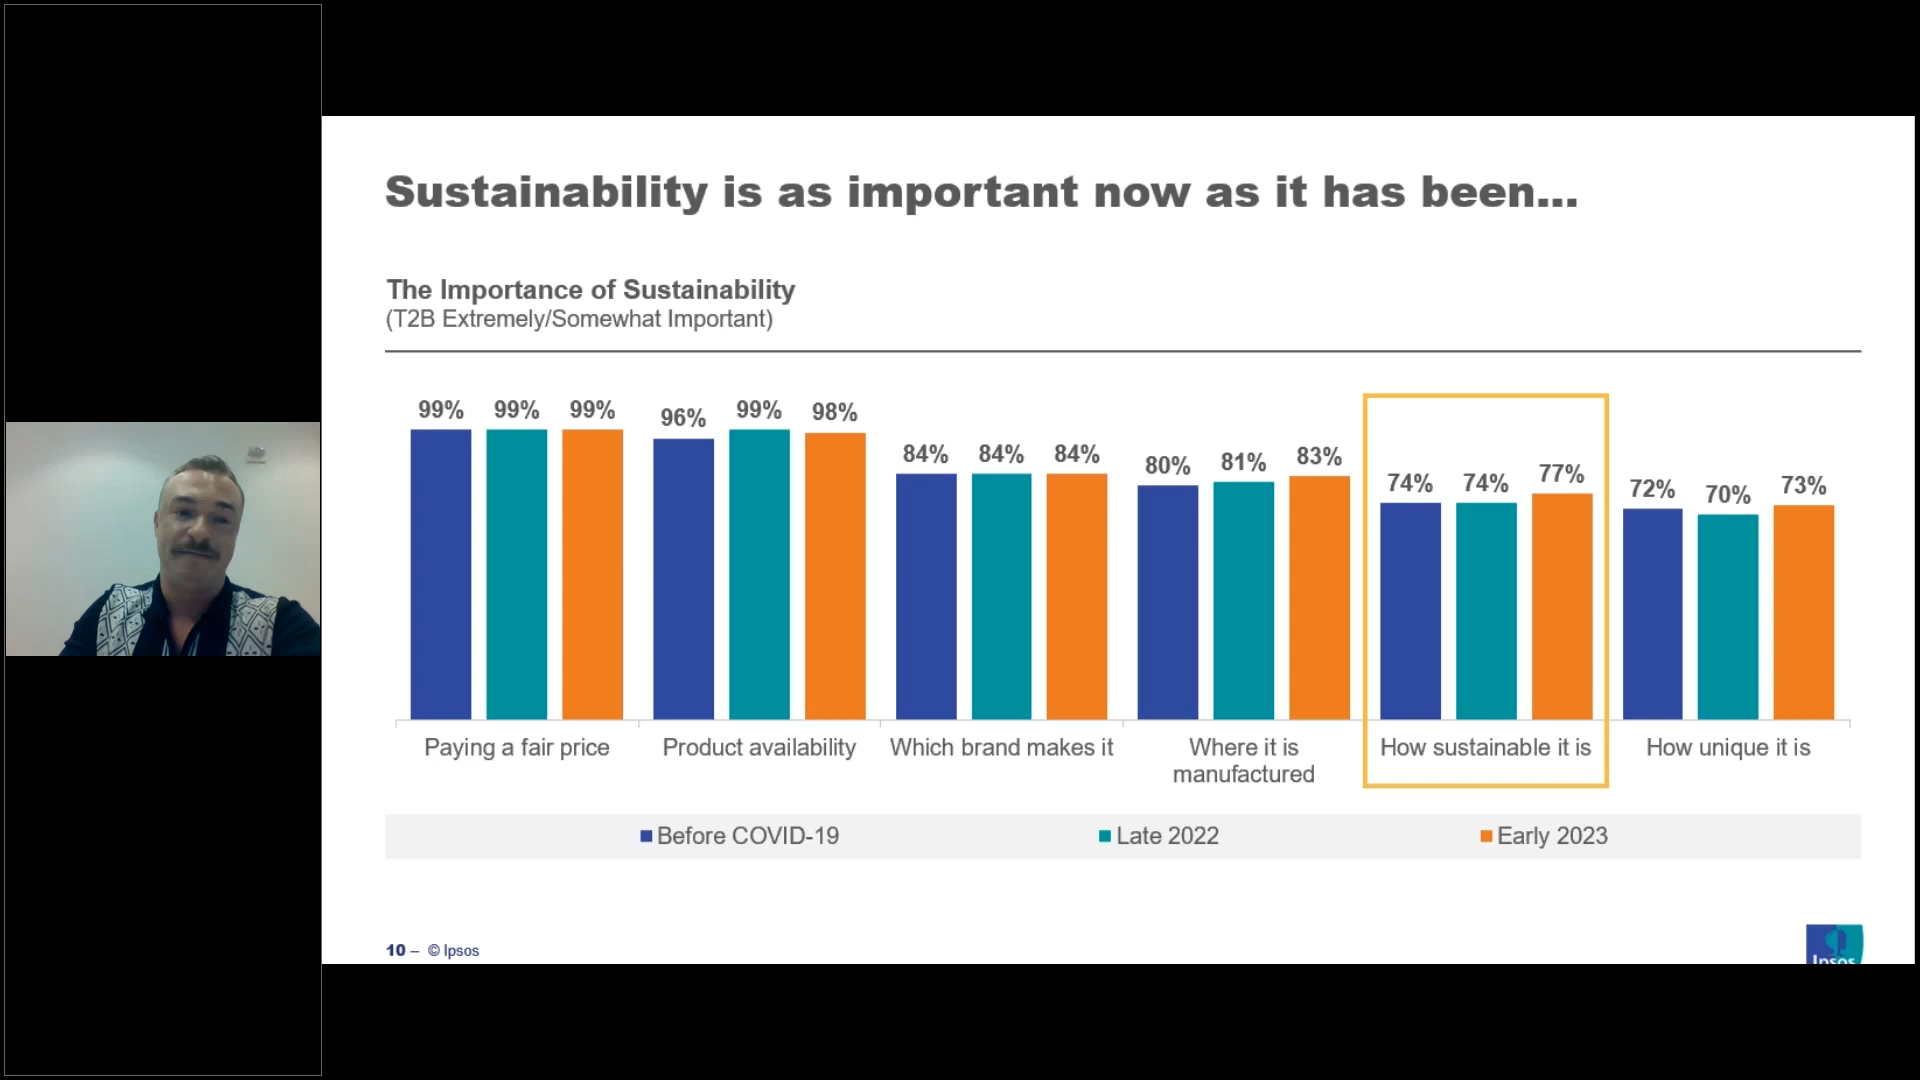 Sustainability is as important now as it has been...
The Importance of Sustainability
(T2B Extremely/Somewhat Important)
99% 99% 99% 96% 99% 98% 84% 84% 84% 80% 81% 83% 74% 74% 77% 72% 70% 73%
Paying a fair price
Product availability
Which brand makes it
Where it is
manufactured
How sustainable it is
How unique it is
Before COVID-19
Late 2022
Early 2023
10 – © Ipsos
Ipsos